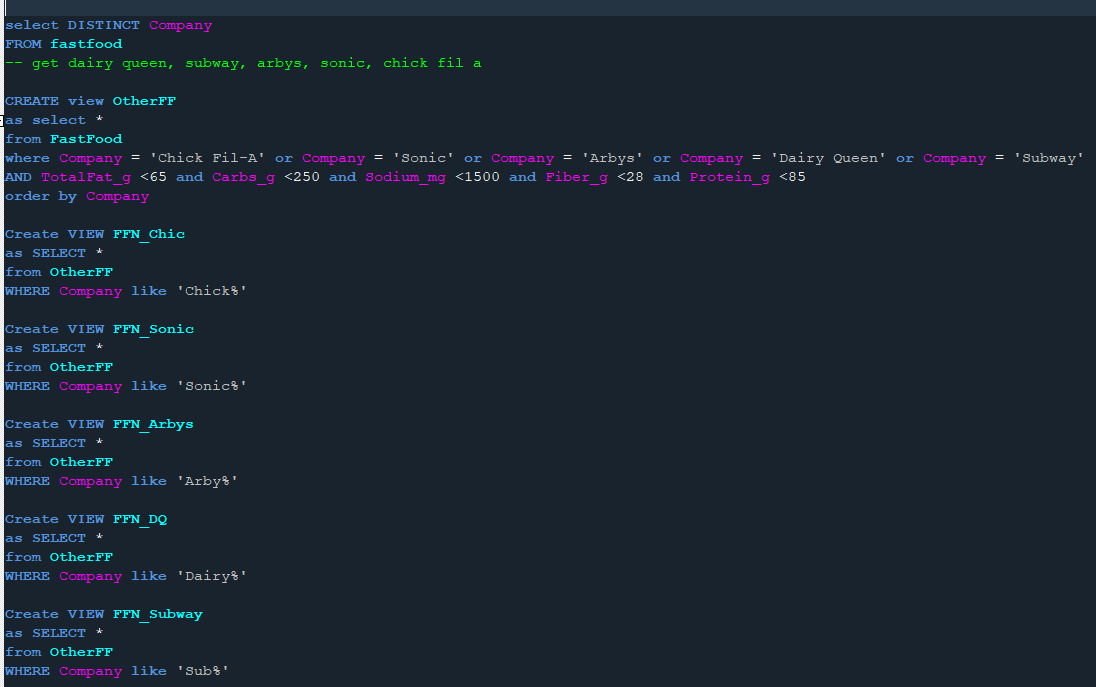 select DISTINCT Company
FROM fastfood
-- get dairy queen, subway, arbys, sonic, chick fil a
CREATE view OtherFF
as select *
from FastFood
where Company = 'Chick Fil-A' or Company = 'Sonic' or Company = 'Arbys' or Company = 'Dairy Queen' or Company = 'Subway'
AND TotalFat_g <65 and Carbs_g <250 and Sodium_mg <1500 and Fiber_g <28 and Protein_g <85
order by Company
Create VIEW FFN_Chic
as SELECT *
from OtherFF
WHERE Company like 'Chick%'
Create VIEW FFN_Sonic
as SELECT *
from OtherFF
WHERE Company like 'Sonic%'
Create VIEW FFN_Arbys
as SELECT *
from OtherFF
WHERE Company like 'Arby%'
Create VIEW FFN_DQ
as SELECT *
from OtherFF
WHERE Company like 'Dairy%'
Create VIEW FFN_Subway
as SELECT *
from OtherFF
WHERE Company like 'Sub%'